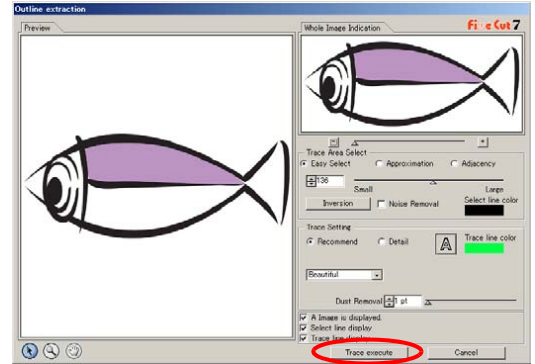 Outline extraction
Preview
Whole Image Indication
Fine Cut 7
Trace Area Select
Easy Select Approximation Adjacency
136
Small Large
Inversion Noise Removal Select line color
Trace Setting
Recommend Detail A Trace line color
Beautiful
Dust Removal 1 pt
A Image is displayed
Select line display
Trace line display
Trace execute Cancel